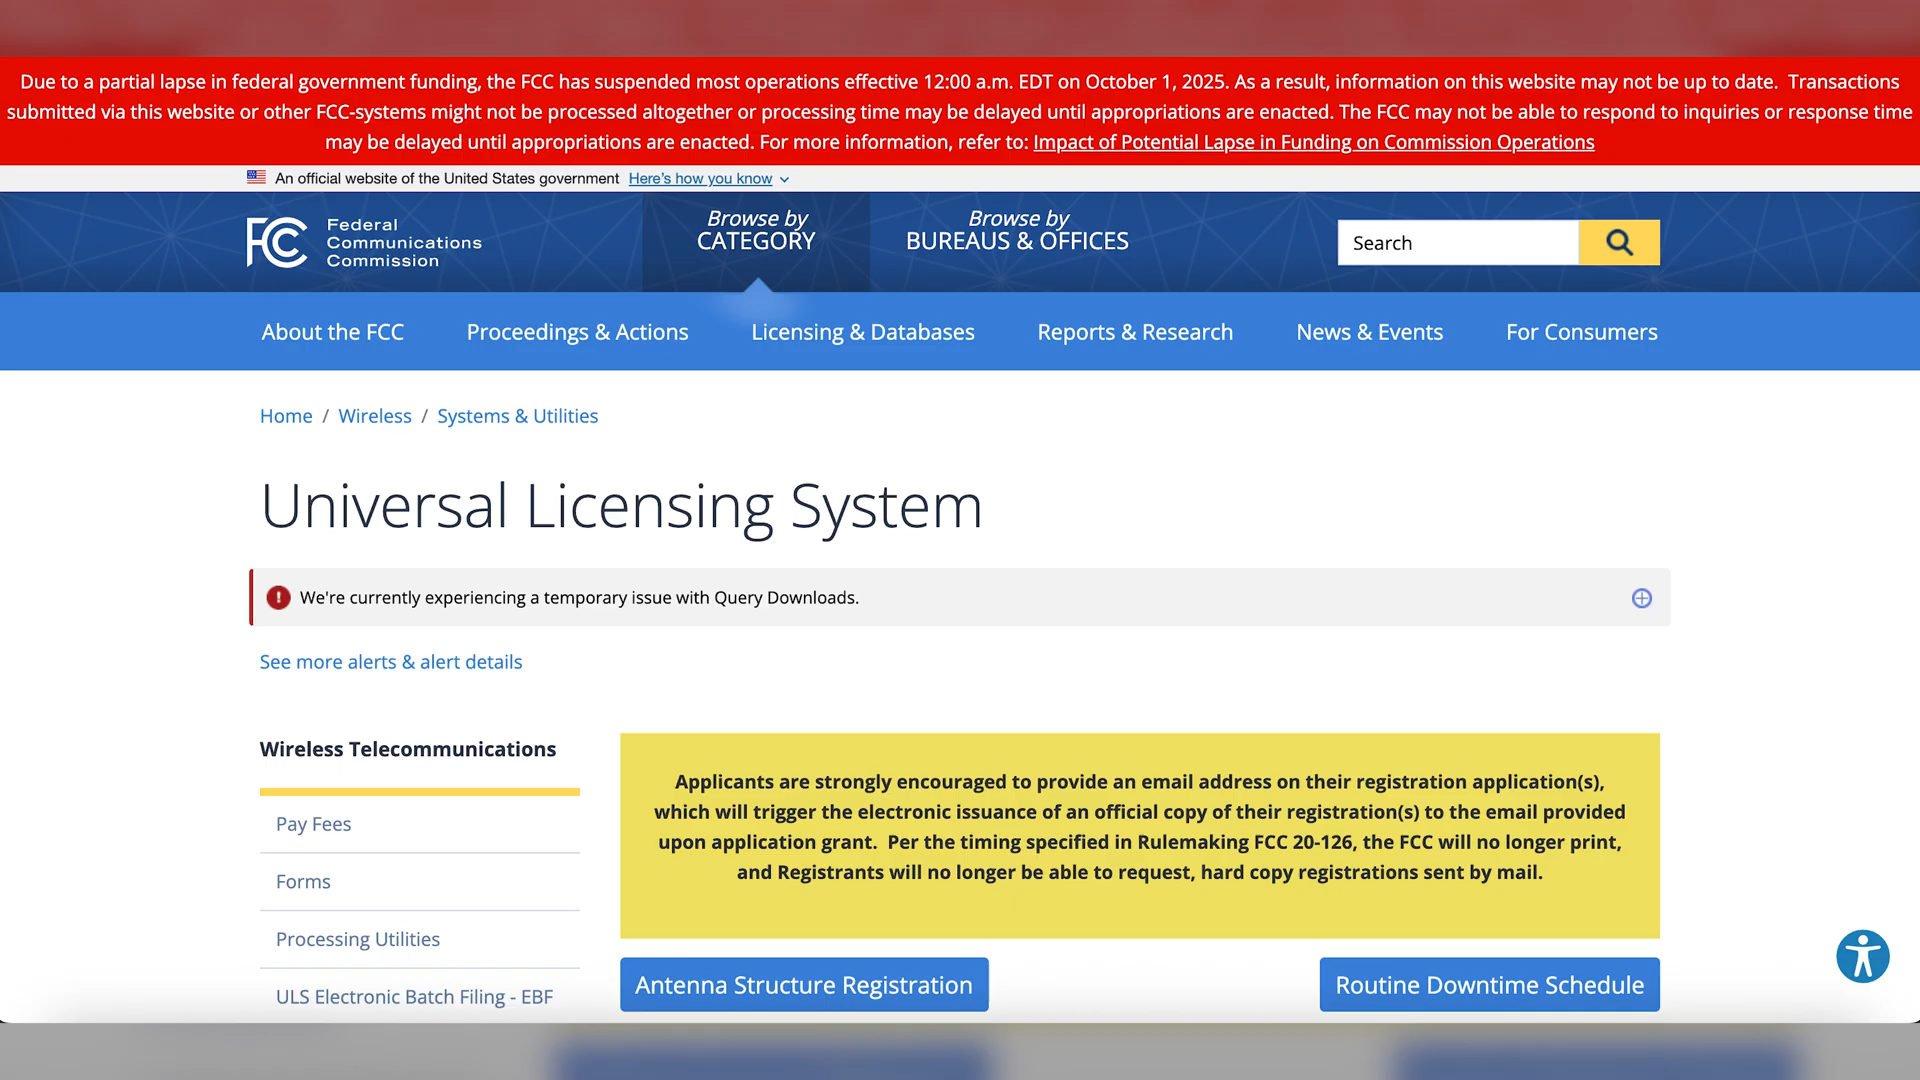 Due to a partial lapse in federal government funding, the FCC has suspended most operations effective 12:00 a.m. EDT on October 1, 2025. As a result, information on this website may not be up to date. Transactions
submitted via this website or other FCC-systems might not be processed altogether or processing time may be delayed until appropriations are enacted. The FCC may not be able to respond to inquiries or response time
may be delayed until appropriations are enacted. For more information, refer to: Impact of Potential Lapse in Funding on Commission Operations
An official website of the United States government Here's how you know
FCC
Federal
Communications
Commission
Browse by
CATEGORY
Browse by
BUREAUS & OFFICES
Search
About the FCC
Proceedings & Actions
Licensing & Databases
Reports & Research
News & Events
For Consumers
Home / Wireless / Systems & Utilities
Universal Licensing System
We're currently experiencing a temporary issue with Query Downloads.
See more alerts & alert details
Wireless Telecommunications
Pay Fees
Forms
Processing Utilities
ULS Electronic Batch Filing - EBF
Applicants are strongly encouraged to provide an email address on their registration application(s),
which will trigger the electronic issuance of an official copy of their registration(s) to the email provided
upon application grant. Per the timing specified in Rulemaking FCC 20-126, the FCC will no longer print,
and Registrants will no longer be able to request, hard copy registrations sent by mail.
Antenna Structure Registration
Routine Downtime Schedule